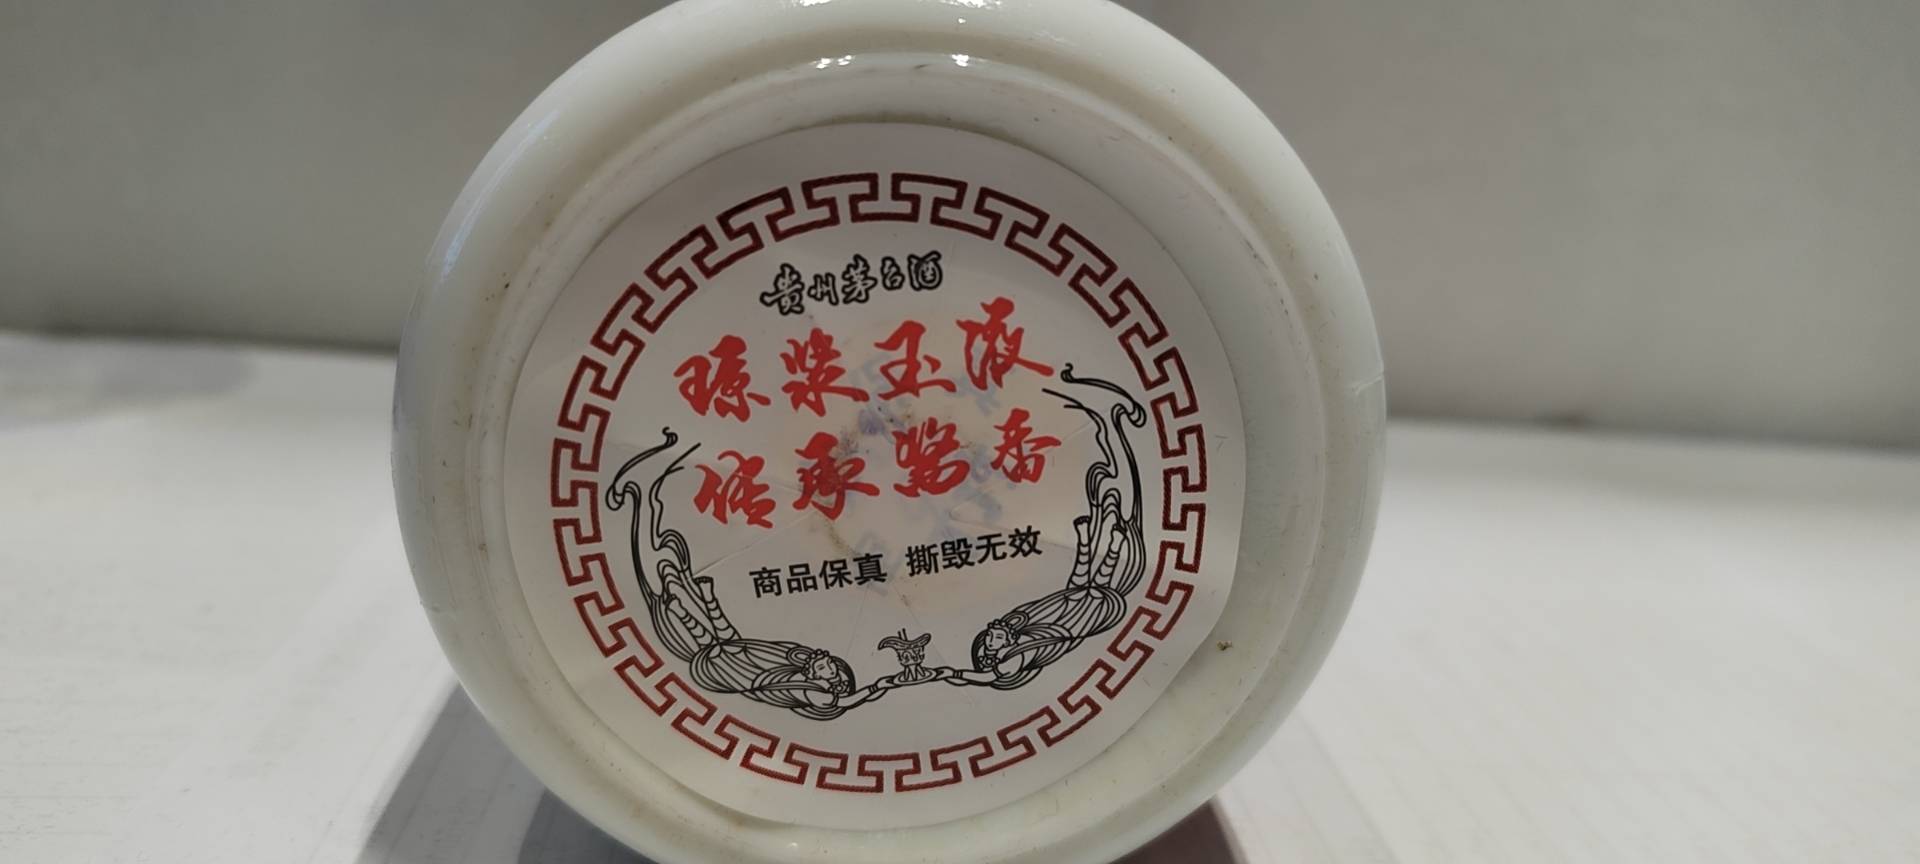 贵州茅台酒
琼浆玉液
传承酱香
商品保真 撕毁无效